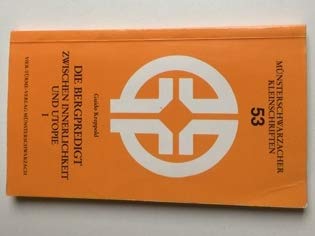 MÜNSTERSCHWARZACHER
KLEINSCHRIFTEN
53
Guido Kreppold
DIE BERGPREDIGT
ZWISCHEN INNERLICHKEIT
UND UTOPIE
I
VIER-TÜRME-VERLAG MÜNSTERSCHWARZACH